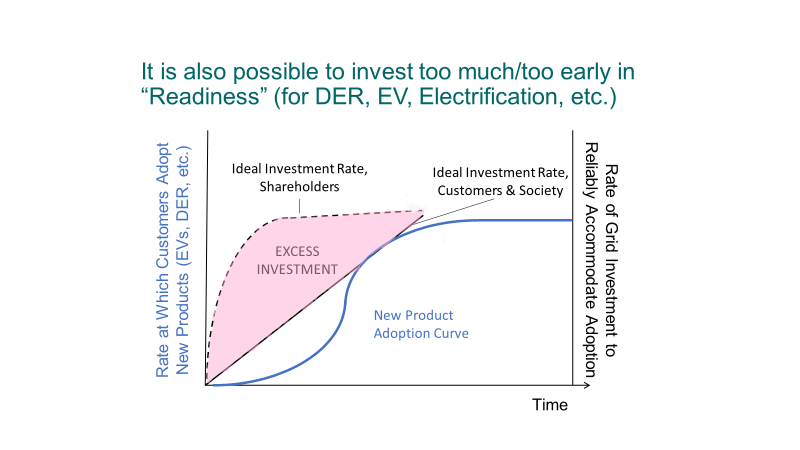 It is also possible to invest too much/too early in
“Readiness” (for DER, EV, Electrification, etc.)
Rate at Which Customers Adopt
New Products (EVs, DER, etc.)
Ideal Investment Rate,
Shareholders
Ideal Investment Rate,
Customers & Society
EXCESS
INVESTMENT
New Product
Adoption Curve
Rate of Grid Investment to
Reliably Accommodate Adoption
Time